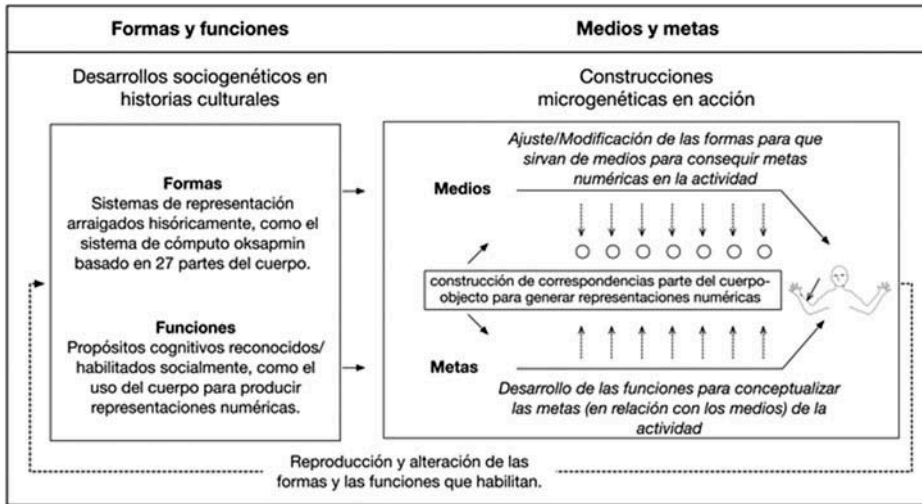 Formas y funciones
Medios y metas
Desarrollos sociogenéticos en
historias culturales
Construcciones
microgenéticas en acción
Formas
Sistemas de representación
arraigados hisóricamente, como el
sistema de cómputo oksapmin
basado en 27 partes del cuerpo.
Funciones
Propósitos cognitivos reconocidos/
habilitados socialmente, como el
uso del cuerpo para producir
representaciones numéricas.
Ajuste/Modificación de las formas para que
sirvan de medios para consequir metas
numéricas en la actividad
Medios
construcción de correspondencias parte del cuerpo-
objecto para generar representaciones numéricas
Metas
Desarrollo de las funciones para conceptualizar
las metas (en relación con los medios) de la
actividad
Reproducción y alteración de las
formas y las funciones que habilitan.